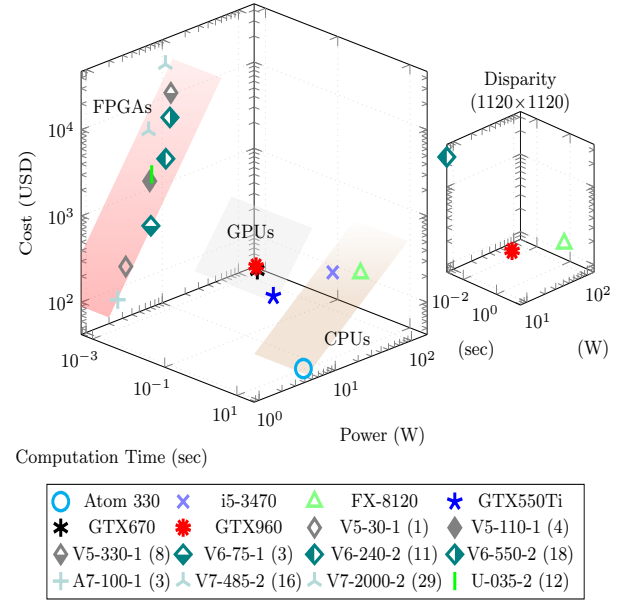 Disparity
(1120×1120)
FPGAs
GPUs
CPUs
Cost (USD)
10^4
10^3
10^2
10^-3
10^-1
10^1
10^0
10^1
10^2
Power (W)
Computation Time (sec)
10^-2
10^0
10^1
10^2
(sec)
(W)
Atom 330 i5-3470 FX-8120 GTX550Ti
GTX670 GTX960 V5-30-1 (1) V5-110-1 (4)
V5-330-1 (8) V6-75-1 (3) V6-240-2 (11) V6-550-2 (18)
A7-100-1 (3) V7-485-2 (16) V7-2000-2 (29) U-035-2 (12)